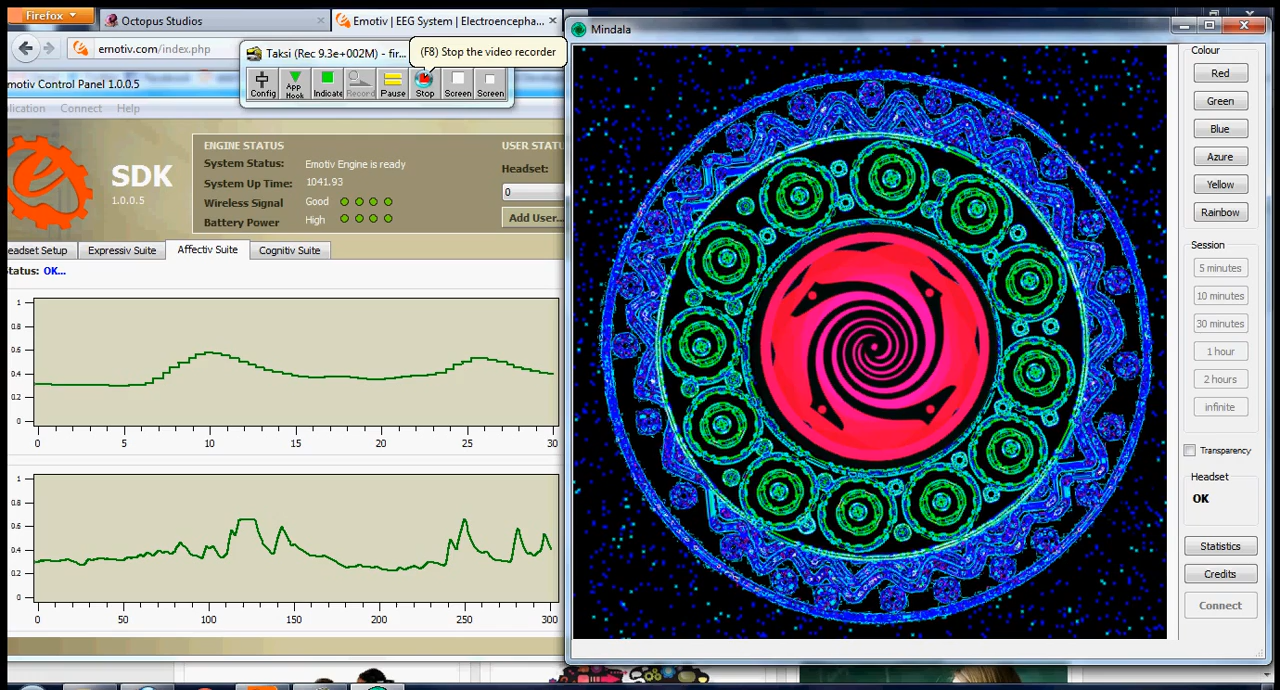 Firefox
Octopus Studios
Emotiv | EEG System | Electroencepha...
emotiv.com/index.php
Taksi (Rec 9.3e+002M) - fir...
(F8) Stop the video recorder
Config
App Hook
Indicate
Record
Pause
Stop
Screen
Screen
motiv Control Panel 1.0.0.5
lication
Connect
Help
SDK
1.0.0.5
ENGINE STATUS
System Status: Emotiv Engine is ready
System Up Time: 1041.93
Wireless Signal Good
Battery Power High
USER STATU
Headset:
0
Add User...
eadset Setup
Expressiv Suite
Affectiv Suite
Cognitiv Suite
tatus: OK...
1
0.8
0.6
0.4
0.2
0
0 5 10 15 20 25 30
1
0.8
0.6
0.4
0.2
0
0 50 100 150 200 250 300
Mindala
Colour
Red
Green
Blue
Azure
Yellow
Rainbow
Session
5 minutes
10 minutes
30 minutes
1 hour
2 hours
infinite
Transparency
Headset
OK
Statistics
Credits
Connect